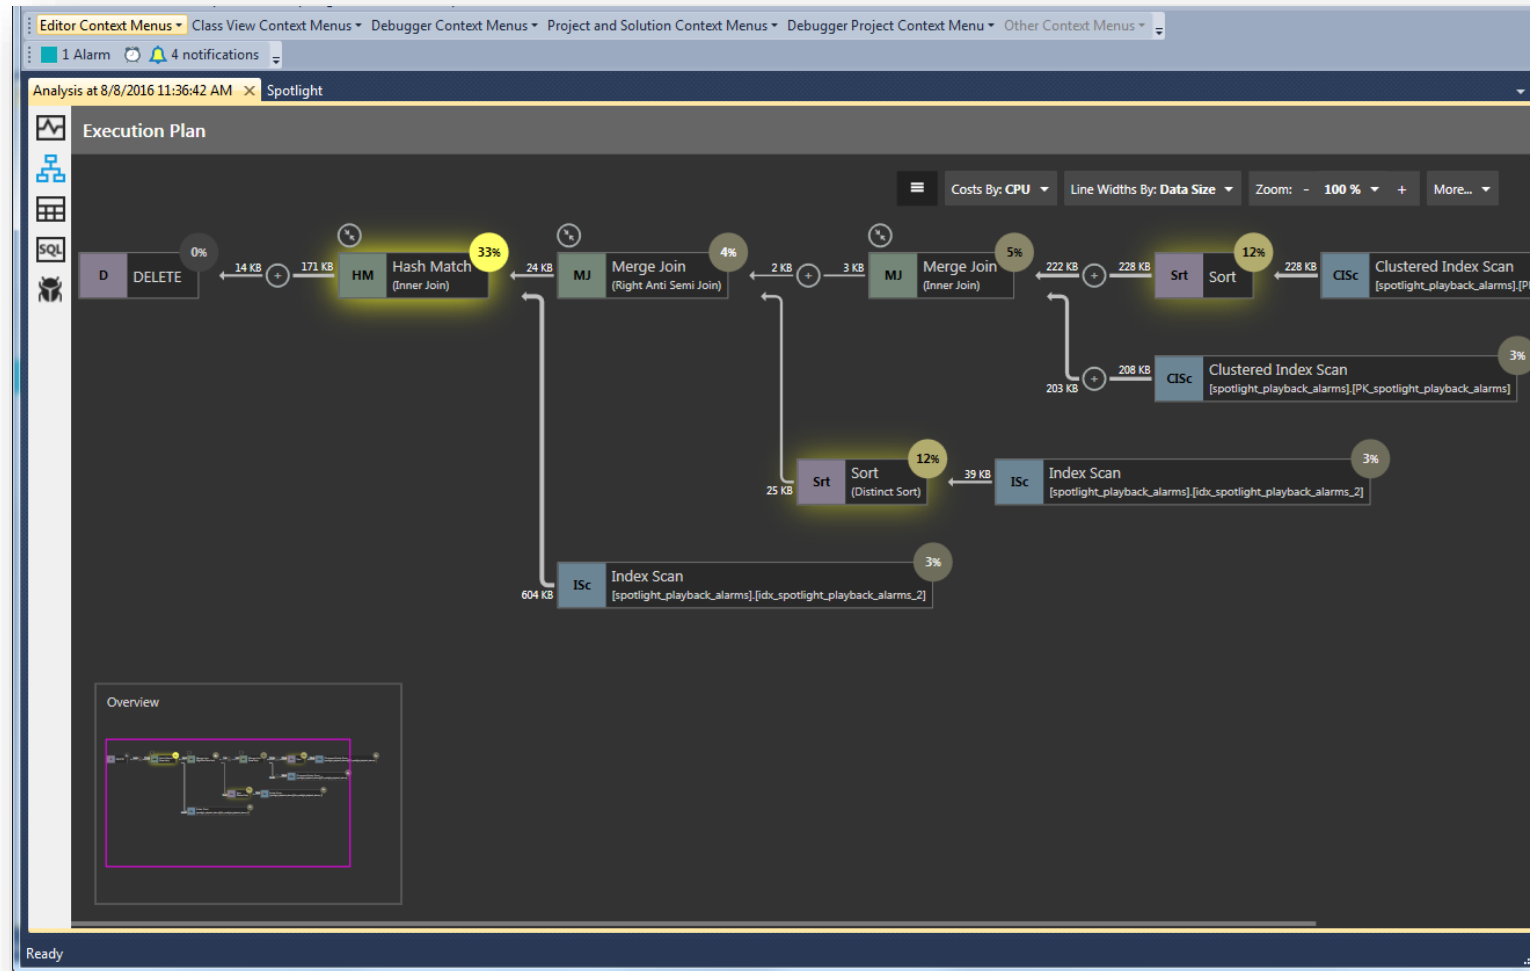 Editor Context Menus Class View Context Menus Debugger Context Menus Project and Solution Context Menus Debugger Project Context Menu Other Context Menus
1 Alarm 4 notifications
Analysis at 8/8/2016 11:36:42 AM Spotlight
Execution Plan
Costs By: CPU Line Widths By: Data Size Zoom: - 100 % + More...
SQL
D DELETE 0%
14 KB + 171 KB
HM Hash Match 33%
(Inner Join)
24 KB
MJ Merge Join 4%
(Right Anti Semi Join)
2 KB + 3 KB
MJ Merge Join 5%
(Inner Join)
222 KB + 228 KB
Srt Sort 12%
228 KB
CISc Clustered Index Scan
[spotlight_playback_alarms].[P
203 KB + 208 KB
CISc Clustered Index Scan 3%
[spotlight_playback_alarms].[PK_spotlight_playback_alarms]
25 KB
Srt Sort 12%
(Distinct Sort)
39 KB
ISc Index Scan 3%
[spotlight_playback_alarms].[idx_spotlight_playback_alarms_2]
604 KB
ISc Index Scan 3%
[spotlight_playback_alarms].[idx_spotlight_playback_alarms_2]
Overview
Ready